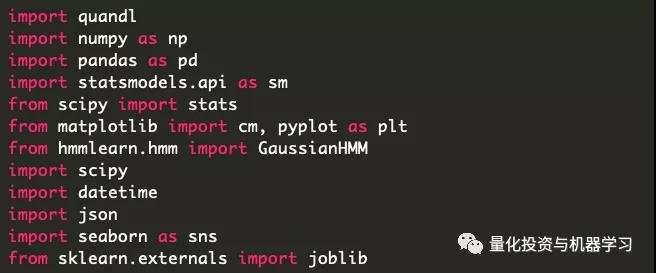 import quandl
import numpy as np
import pandas as pd
import statsmodels.api as sm
from scipy import stats
from matplotlib import cm, pyplot as plt
from hmmlearn.hmm import GaussianHMM
import scipy
import datetime
import json
import seaborn as sns
from sklearn.externals import joblib
量化投资与机器学习